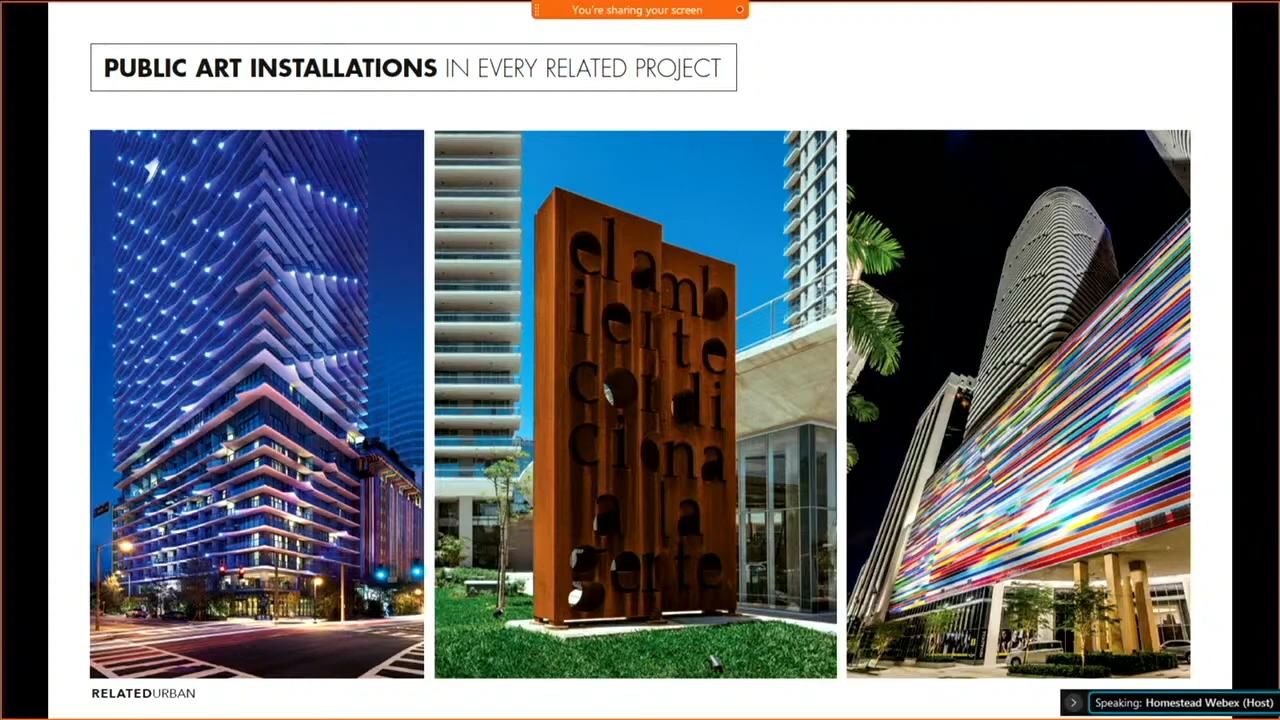 You're sharing your screen
PUBLIC ART INSTALLATIONS IN EVERY RELATED PROJECT
el amb
iente
condi
ciona
a la
gente
RELATEDURBAN
Speaking: Homestead Webex (Host)